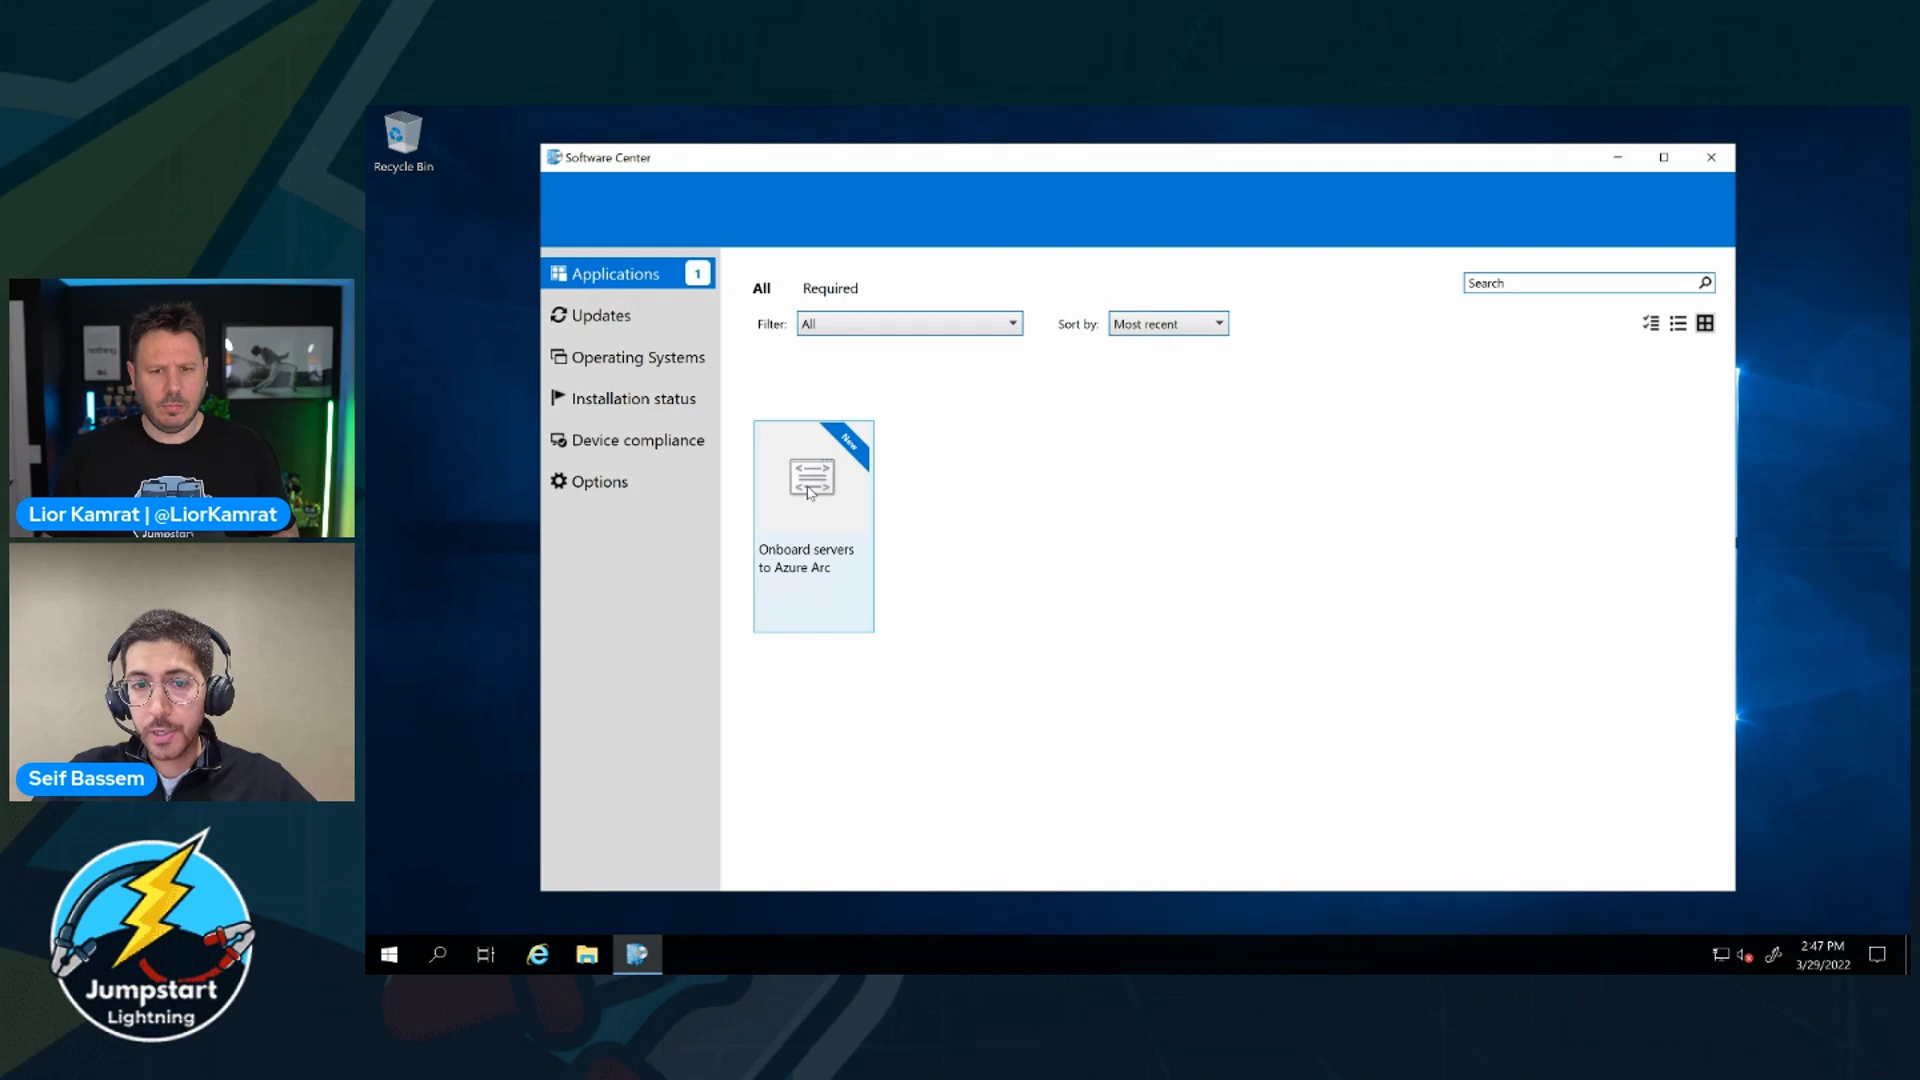 Recycle Bin
Software Center
Applications 1
Updates
Operating Systems
Installation status
Device compliance
Options
All Required
Search
Filter: All Sort by: Most recent
New
Onboard servers
to Azure Arc
nothing
Lior Kamrat | @LiorKamrat
Jumpstart
Seif Bassem
Jumpstart
Lightning
2:47 PM
3/29/2022